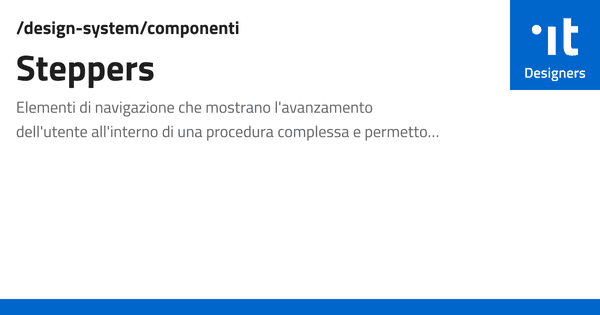 /design-system/componenti
Steppers
Elementi di navigazione che mostrano l'avanzamento
dell'utente all'interno di una procedura complessa e permetto...
it
Designers